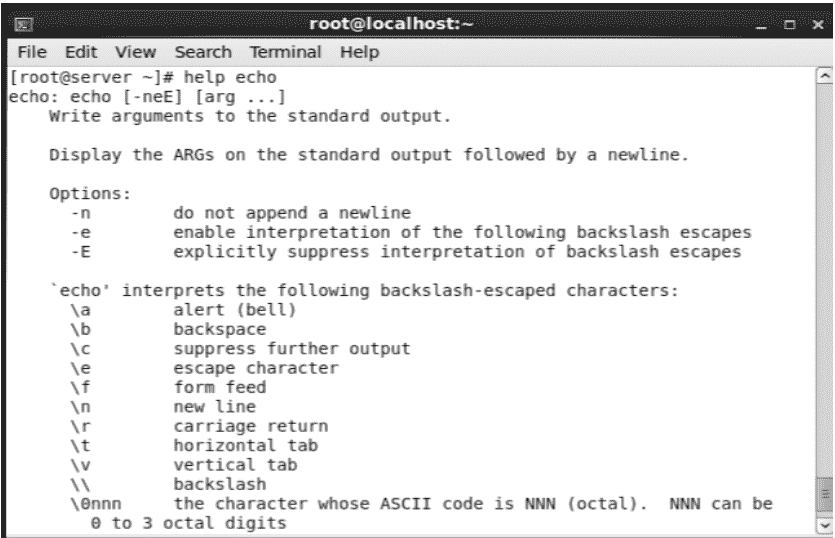 root@localhost:~
File Edit View Search Terminal Help
[root@server ~]# help echo
echo: echo [-neE] [arg ...]
    Write arguments to the standard output.

    Display the ARGs on the standard output followed by a newline.

    Options:
      -n        do not append a newline
      -e        enable interpretation of the following backslash escapes
      -E        explicitly suppress interpretation of backslash escapes

    `echo' interprets the following backslash-escaped characters:
      \a        alert (bell)
      \b        backspace
      \c        suppress further output
      \e        escape character
      \f        form feed
      \n        new line
      \r        carriage return
      \t        horizontal tab
      \v        vertical tab
      \\        backslash
      \0nnn     the character whose ASCII code is NNN (octal).  NNN can be
        0 to 3 octal digits